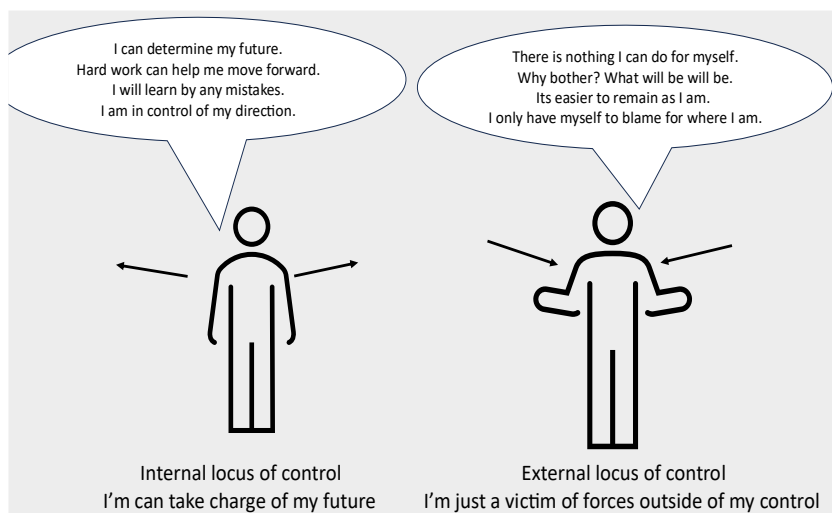 I can determine my future.
Hard work can help me move forward.
I will learn by any mistakes.
I am in control of my direction.
There is nothing I can do for myself.
Why bother? What will be will be.
Its easier to remain as I am.
I only have myself to blame for where I am.
Internal locus of control
I'm can take charge of my future
External locus of control
I'm just a victim of forces outside of my control